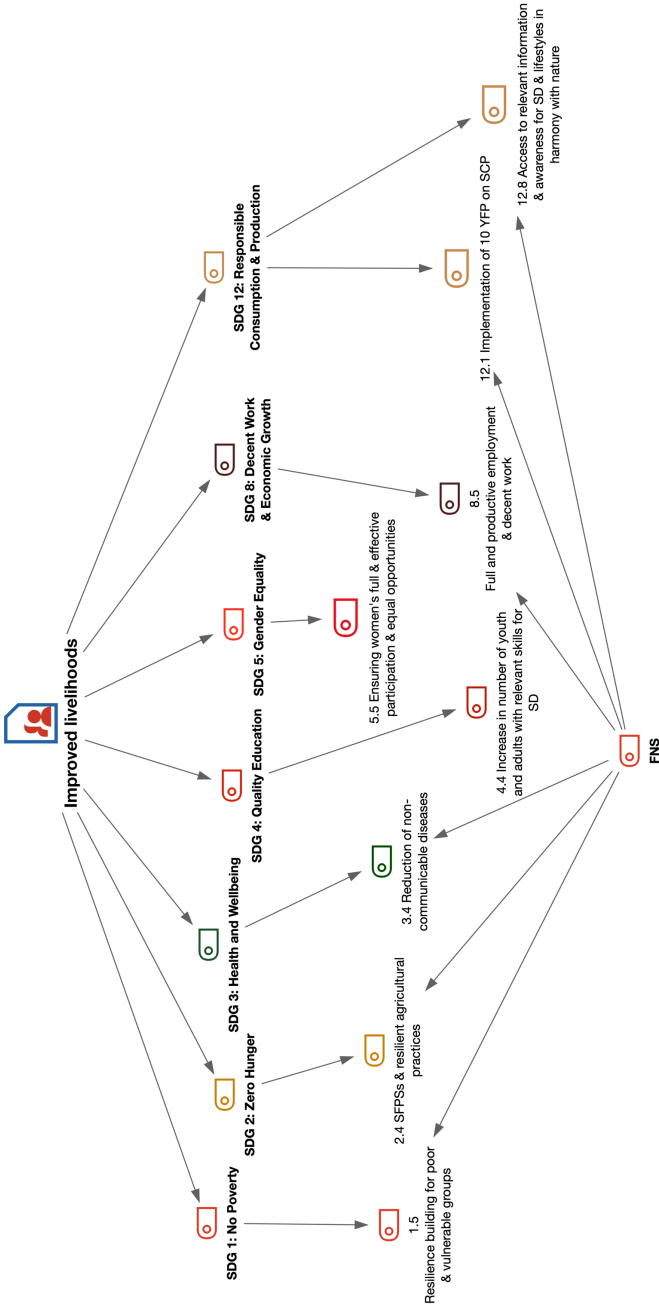 Improved livelihoods
SDG 1: No Poverty
SDG 2: Zero Hunger
SDG 3: Health and Wellbeing
SDG 4: Quality Education
SDG 5: Gender Equality
SDG 8: Decent Work
& Economic Growth
SDG 12: Responsible
Consumption & Production
1.5
Resilience building for poor
& vulnerable groups
2.4 SFPSs & resilient agricultural
practices
3.4 Reduction of non-
communicable diseases
4.4 Increase in number of youth
and adults with relevant skills for
SD
5.5 Ensuring women's full & effective
participation & equal opportunities
8.5
Full and productive employment
& decent work
12.1 Implementation of 10 YFP on SCP
12.8 Access to relevant information
& awareness for SD & lifestyles in
harmony with nature
FNS